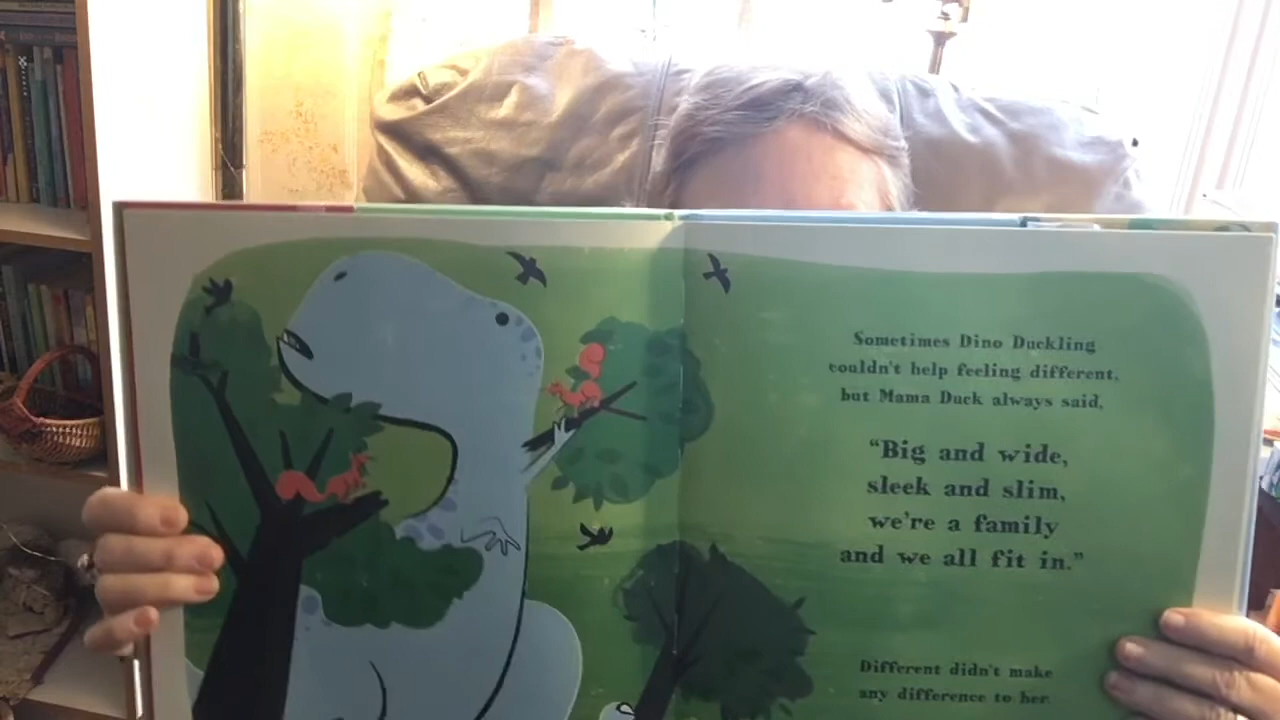 Sometimes Dino Duckling
couldn't help feeling different,
but Mama Duck always said,
“Big and wide,
sleek and slim,
we're a family
and we all fit in.”
Different didn't make
any difference to her.